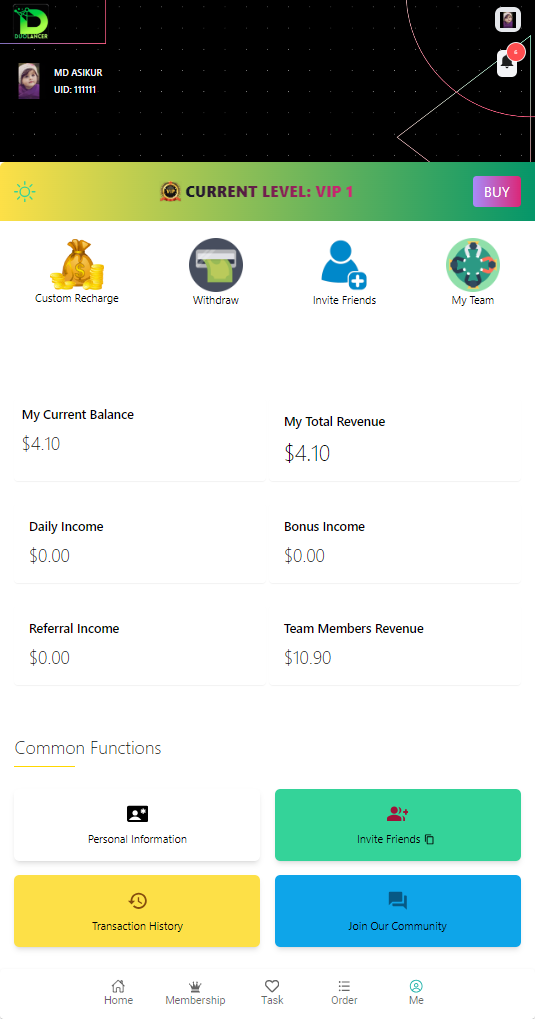 DUOLANCER
MD ASIKUR
UID: 111111
CURRENT LEVEL: VIP 1
BUY
Custom Recharge
Withdraw
Invite Friends
My Team
My Current Balance
$4.10
My Total Revenue
$4.10
Daily Income
$0.00
Bonus Income
$0.00
Referral Income
$0.00
Team Members Revenue
$10.90
Common Functions
Personal Information
Invite Friends
Transaction History
Join Our Community
Home
Membership
Task
Order
Me